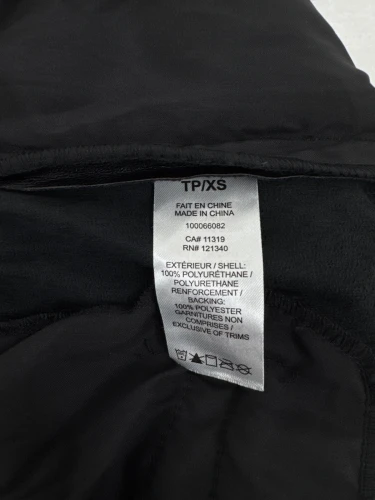 TP/XS
FAIT EN CHINE
MADE IN CHINA
100066082
CA# 11319
RN# 121340
EXTÉRIEUR / SHELL:
100% POLYURÉTHANE /
POLYURETHANE
RENFORCEMENT /
BACKING:
100% POLYESTER
GARNITURES NON
COMPRISES /
EXCLUSIVE OF TRIMS